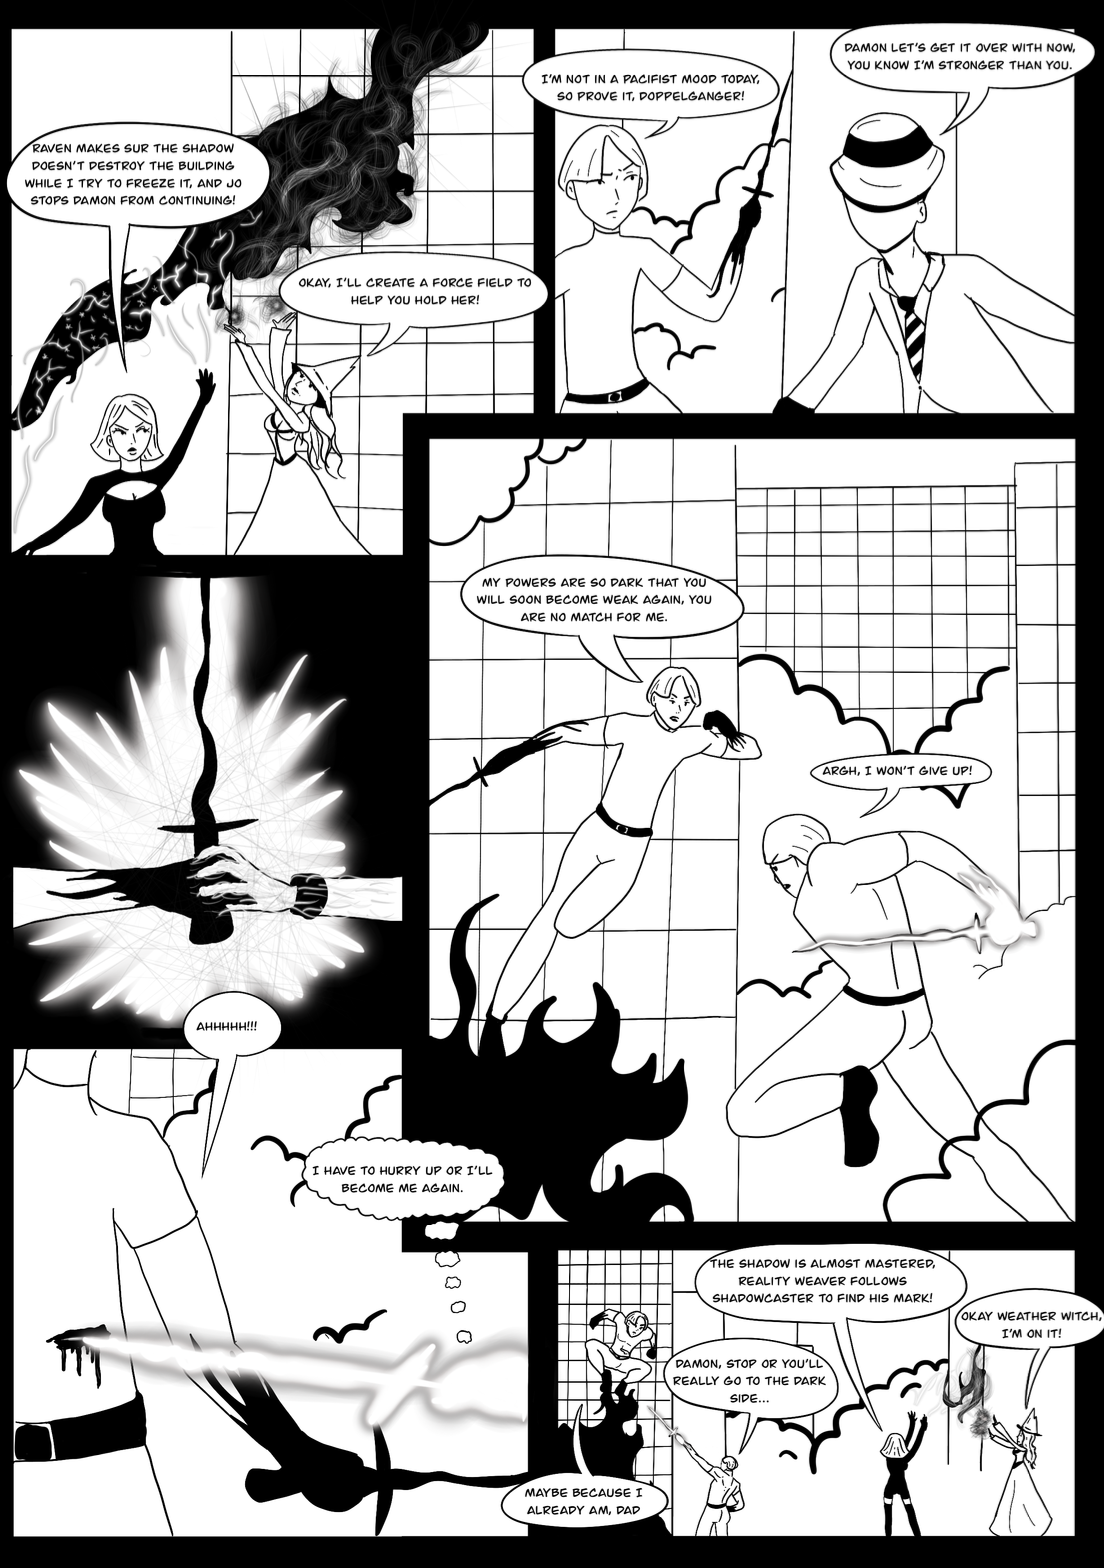 RAVEN MAKES SUR THE SHADOW
DOESN'T DESTROY THE BUILDING
WHILE I TRY TO FREEZE IT, AND JO
STOPS DAMON FROM CONTINUING!
OKAY, I'LL CREATE A FORCE FIELD TO
HELP YOU HOLD HER!
I'M NOT IN A PACIFIST MOOD TODAY,
SO PROVE IT, DOPPELGANGER!
DAMON LET'S GET IT OVER WITH NOW,
YOU KNOW I'M STRONGER THAN YOU.
MY POWERS ARE SO DARK THAT YOU
WILL SOON BECOME WEAK AGAIN, YOU
ARE NO MATCH FOR ME.
ARGH, I WON'T GIVE UP!
AHHHHH!!!
I HAVE TO HURRY UP OR I'LL
BECOME ME AGAIN.
THE SHADOW IS ALMOST MASTERED,
REALITY WEAVER FOLLOWS
SHADOWCASTER TO FIND HIS MARK!
OKAY WEATHER WITCH,
I'M ON IT!
DAMON, STOP OR YOU'LL
REALLY GO TO THE DARK
SIDE...
MAYBE BECAUSE I
ALREADY AM, DAD